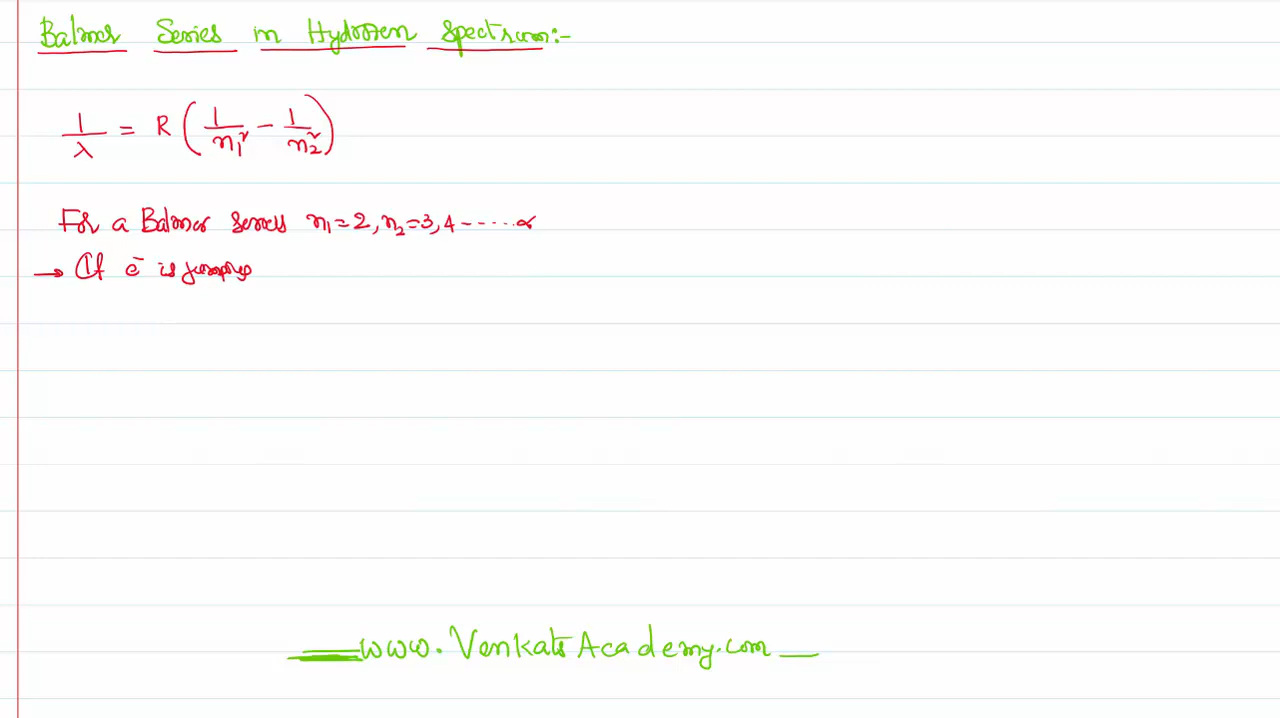 Balmer Series in Hydrogen spectrum:-
1/λ = R (1/n₁² - 1/n₂²)
For a Balmer series n₁=2, n₂=3,4------∝
→ If e⁻ is jumping
www.VenkatsAcademy.com